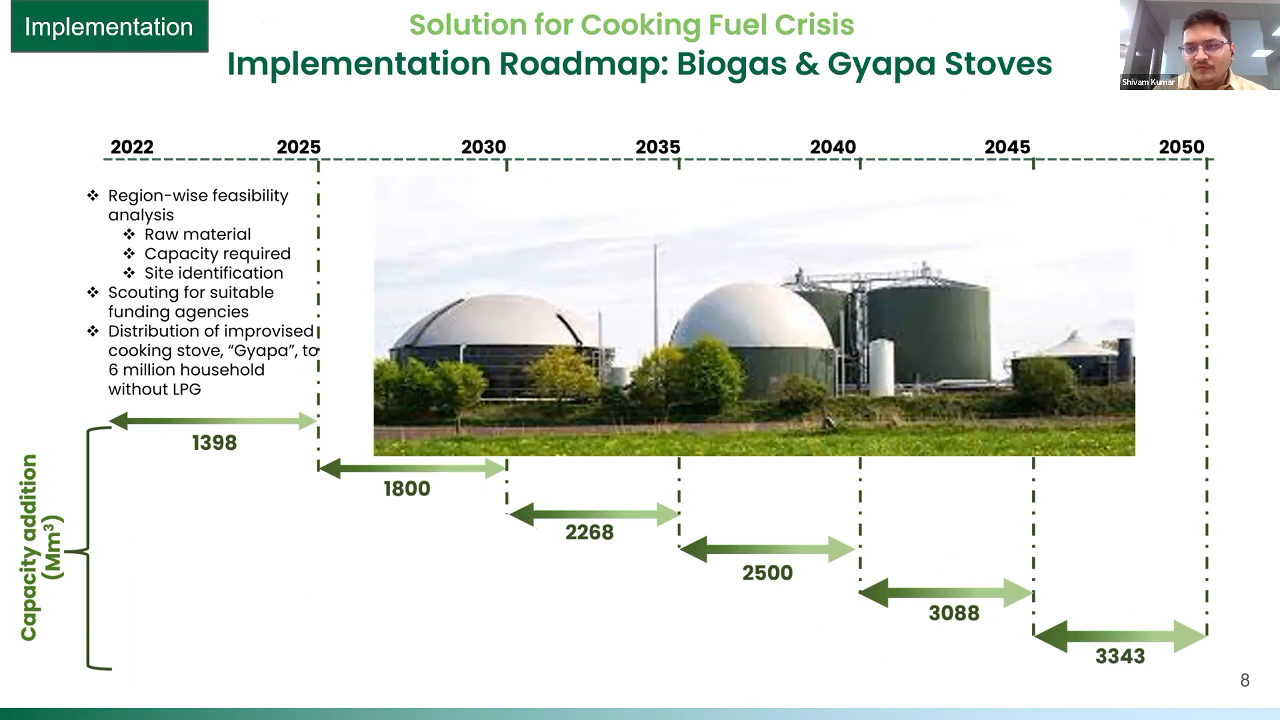 Implementation
Solution for Cooking Fuel Crisis
Implementation Roadmap: Biogas & Gyapa Stoves
Shivam Kumar
2022 2025 2030 2035 2040 2045 2050
❖ Region-wise feasibility
analysis
❖ Raw material
❖ Capacity required
❖ Site identification
❖ Scouting for suitable
funding agencies
❖ Distribution of improvised
cooking stove, “Gyapa”, to
6 million household
without LPG
Capacity addition
(Mm³)
1398
1800
2268
2500
3088
3343
8